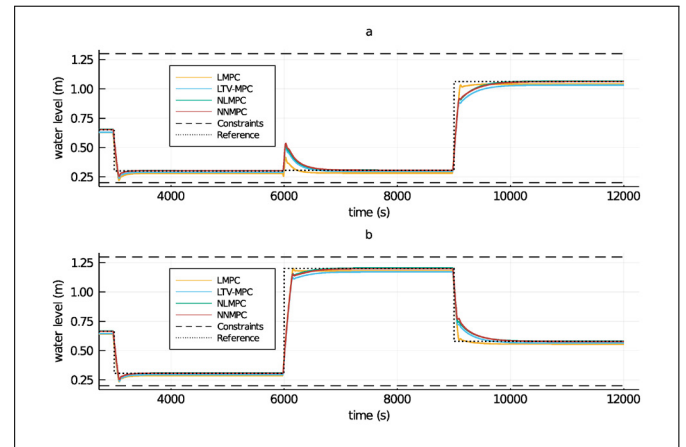 a
1.25
1.00
0.75
0.50
0.25
water level (m)
LMPC
LTV-MPC
NLMPC
NNMPC
Constraints
Reference
4000 6000 8000 10000 12000
time (s)
b
1.25
1.00
0.75
0.50
0.25
water level (m)
LMPC
LTV-MPC
NLMPC
NNMPC
Constraints
Reference
4000 6000 8000 10000 12000
time (s)